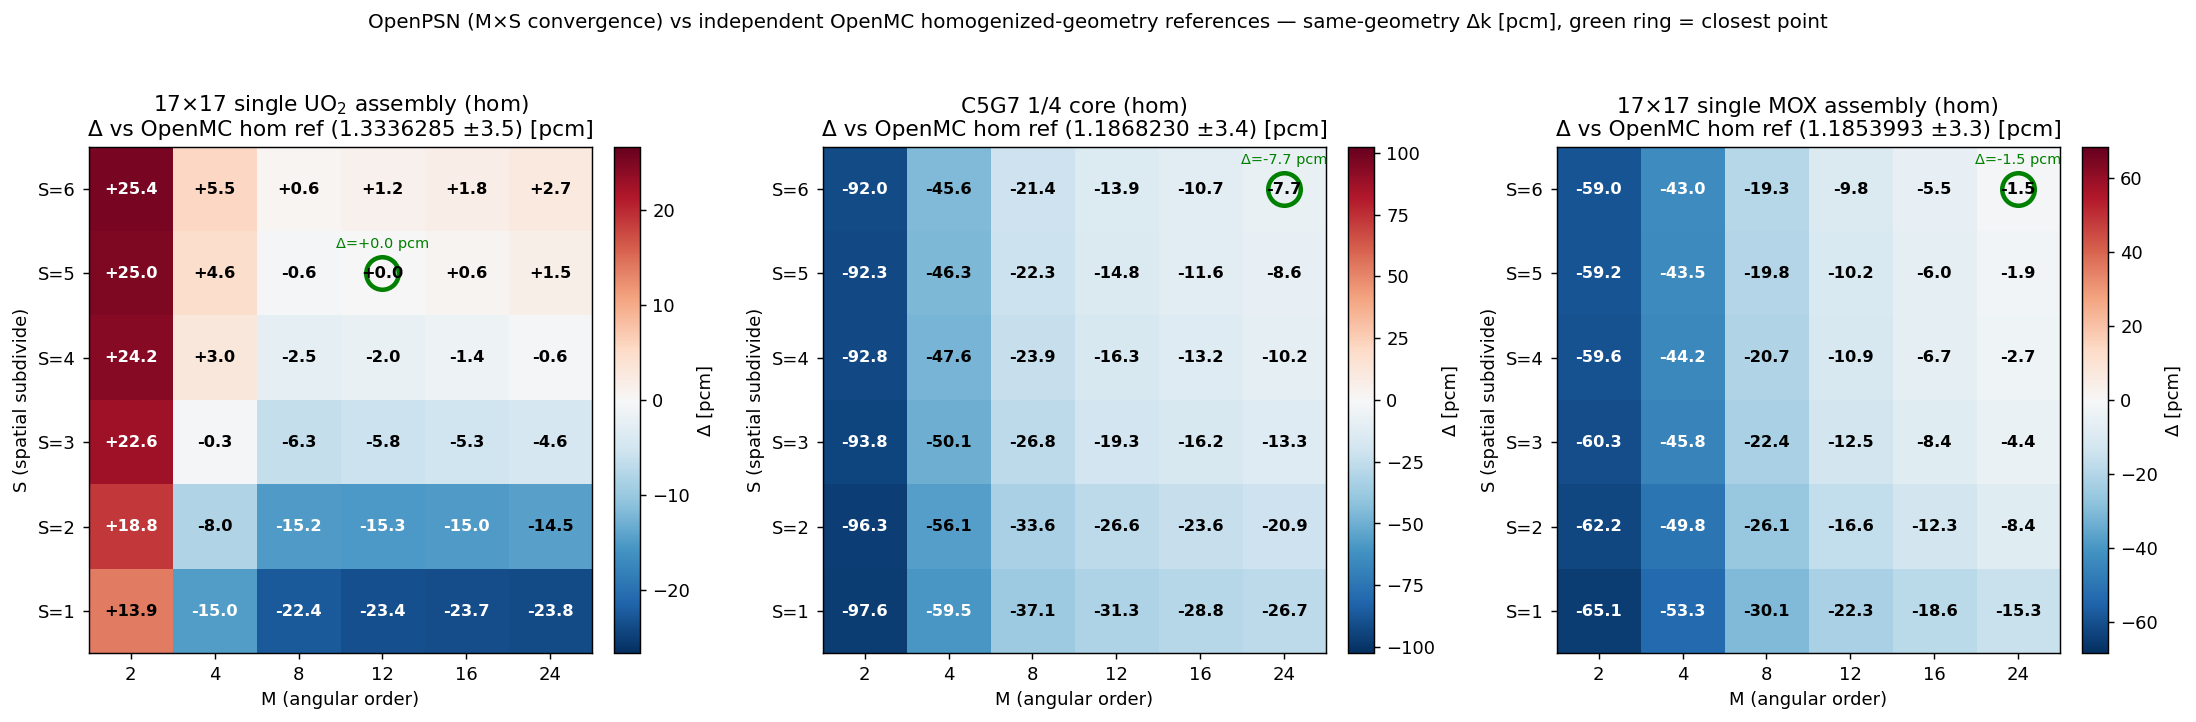 OpenPSN (M×S convergence) vs independent OpenMC homogenized-geometry references — same-geometry Δk [pcm], green ring = closest point
17×17 single UO₂ assembly (hom)
Δ vs OpenMC hom ref (1.3336285 ±3.5) [pcm]
S=6 +25.4 +5.5 +0.6 +1.2 +1.8 +2.7
Δ=+0.0 pcm
S=5 +25.0 +4.6 -0.6 +0.0 +0.6 +1.5
S=4 +24.2 +3.0 -2.5 -2.0 -1.4 -0.6
S=3 +22.6 -0.3 -6.3 -5.8 -5.3 -4.6
S=2 +18.8 -8.0 -15.2 -15.3 -15.0 -14.5
S=1 +13.9 -15.0 -22.4 -23.4 -23.7 -23.8
2 4 8 12 16 24
M (angular order)
S (spatial subdivide)
20
10
0
−10
−20
Δ [pcm]
C5G7 1/4 core (hom)
Δ vs OpenMC hom ref (1.1868230 ±3.4) [pcm]
Δ=-7.7 pcm
S=6 -92.0 -45.6 -21.4 -13.9 -10.7 -7.7
S=5 -92.3 -46.3 -22.3 -14.8 -11.6 -8.6
S=4 -92.8 -47.6 -23.9 -16.3 -13.2 -10.2
S=3 -93.8 -50.1 -26.8 -19.3 -16.2 -13.3
S=2 -96.3 -56.1 -33.6 -26.6 -23.6 -20.9
S=1 -97.6 -59.5 -37.1 -31.3 -28.8 -26.7
2 4 8 12 16 24
M (angular order)
S (spatial subdivide)
100
75
50
25
0
−25
−50
−75
−100
Δ [pcm]
17×17 single MOX assembly (hom)
Δ vs OpenMC hom ref (1.1853993 ±3.3) [pcm]
Δ=-1.5 pcm
S=6 -59.0 -43.0 -19.3 -9.8 -5.5 -1.5
S=5 -59.2 -43.5 -19.8 -10.2 -6.0 -1.9
S=4 -59.6 -44.2 -20.7 -10.9 -6.7 -2.7
S=3 -60.3 -45.8 -22.4 -12.5 -8.4 -4.4
S=2 -62.2 -49.8 -26.1 -16.6 -12.3 -8.4
S=1 -65.1 -53.3 -30.1 -22.3 -18.6 -15.3
2 4 8 12 16 24
M (angular order)
S (spatial subdivide)
60
40
20
0
−20
−40
−60
Δ [pcm]